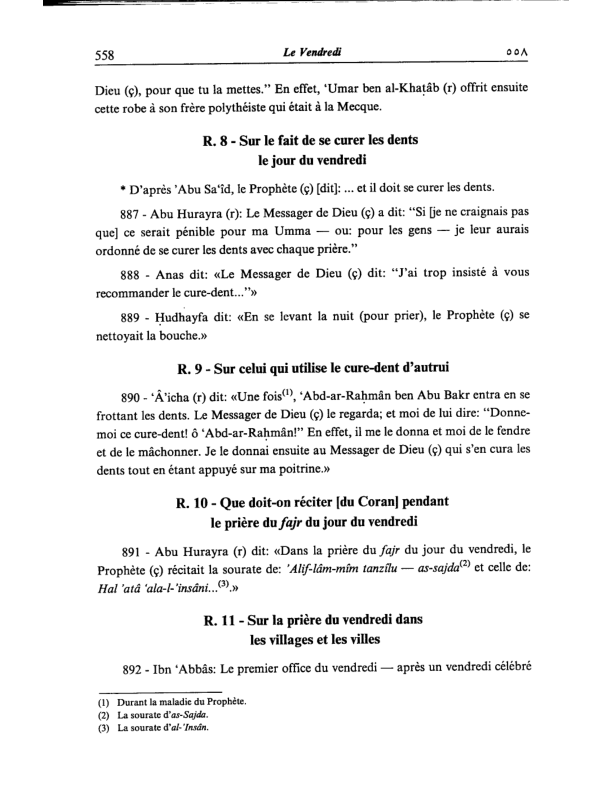 558 Le Vendredi ٥٥٨
Dieu (ç), pour que tu la mettes.” En effet, ‘Umar ben al-Khaṭâb (r) offrit ensuite
cette robe à son frère polythéiste qui était à la Mecque.
R. 8 - Sur le fait de se curer les dents
le jour du vendredi
* D’après ’Abu Sa‘îd, le Prophète (ç) [dit]: ... et il doit se curer les dents.
887 - Abu Hurayra (r): Le Messager de Dieu (ç) a dit: “Si [je ne craignais pas
que] ce serait pénible pour ma Umma — ou: pour les gens — je leur aurais
ordonné de se curer les dents avec chaque prière.”
888 - Anas dit: «Le Messager de Dieu (ç) dit: “J’ai trop insisté à vous
recommander le cure-dent...”»
889 - Ḥudhayfa dit: «En se levant la nuit (pour prier), le Prophète (ç) se
nettoyait la bouche.»
R. 9 - Sur celui qui utilise le cure-dent d’autrui
890 - ‘Â’icha (r) dit: «Une fois(1), ‘Abd-ar-Raḥmân ben Abu Bakr entra en se
frottant les dents. Le Messager de Dieu (ç) le regarda; et moi de lui dire: “Donne-
moi ce cure-dent! ô ‘Abd-ar-Raḥmân!” En effet, il me le donna et moi de le fendre
et de le mâchonner. Je le donnai ensuite au Messager de Dieu (ç) qui s’en cura les
dents tout en étant appuyé sur ma poitrine.»
R. 10 - Que doit-on réciter [du Coran] pendant
le prière du fajr du jour du vendredi
891 - Abu Hurayra (r) dit: «Dans la prière du fajr du jour du vendredi, le
Prophète (ç) récitait la sourate de: ’Alif-lâm-mîm tanzîlu — as-sajda(2) et celle de:
Hal ’atâ ‘ala-l-’insâni...(3).»
R. 11 - Sur la prière du vendredi dans
les villages et les villes
892 - Ibn ‘Abbâs: Le premier office du vendredi — après un vendredi célébré
(1) Durant la maladie du Prophète.
(2) La sourate d’as-Sajda.
(3) La sourate d’al-’Insân.